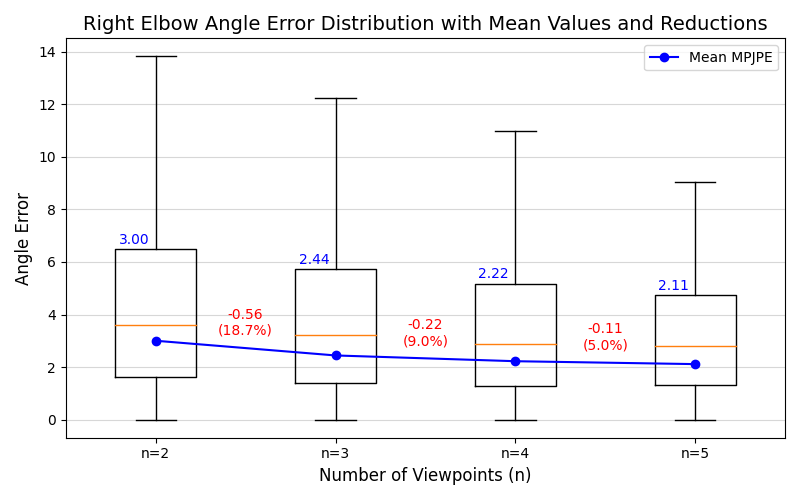 Right Elbow Angle Error Distribution with Mean Values and Reductions
Mean MPJPE
Angle Error
14
12
10
8
6
4
2
0
3.00
2.44
2.22
2.11
-0.56
(18.7%)
-0.22
(9.0%)
-0.11
(5.0%)
n=2
n=3
n=4
n=5
Number of Viewpoints (n)